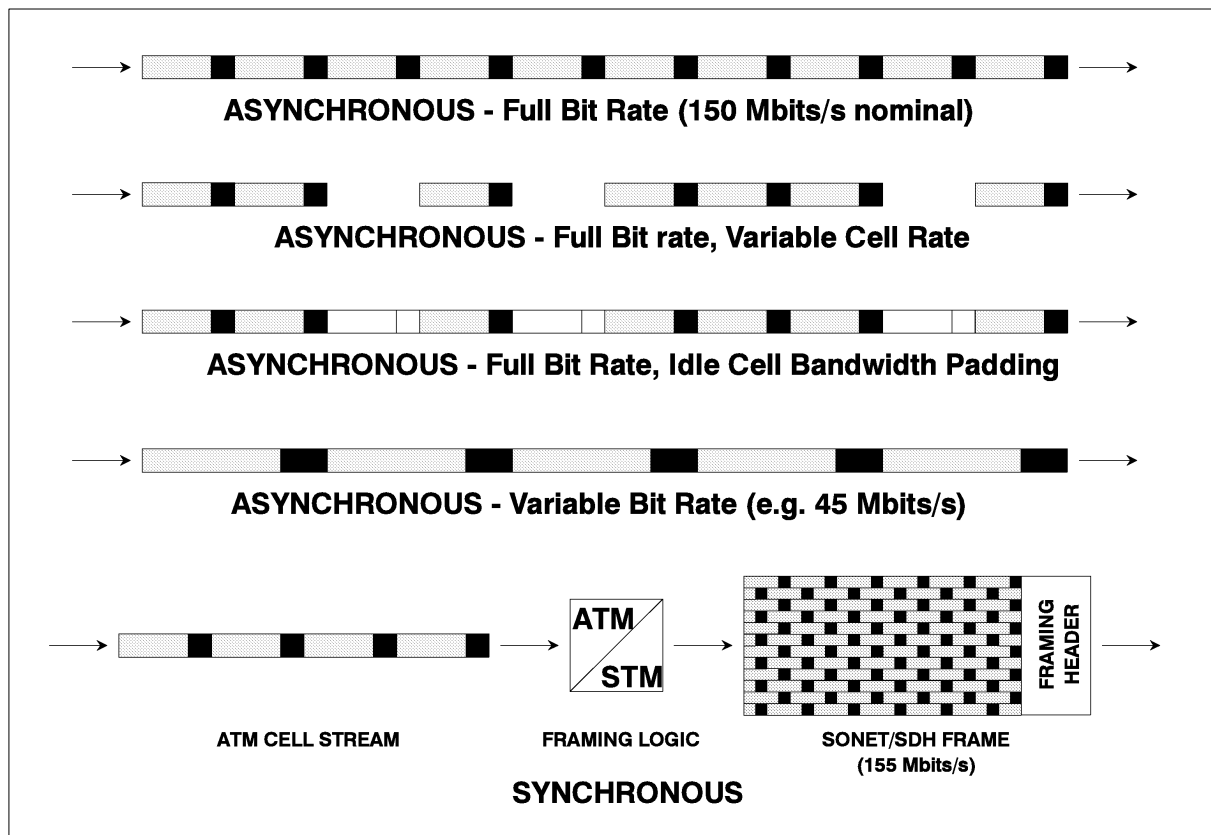 ASYNCHRONOUS - Full Bit Rate (150 Mbits/s nominal)
ASYNCHRONOUS - Full Bit rate, Variable Cell Rate
ASYNCHRONOUS - Full Bit Rate, Idle Cell Bandwidth Padding
ASYNCHRONOUS - Variable Bit Rate (e.g. 45 Mbits/s)
ATM
STM
FRAMING
HEADER
ATM CELL STREAM
FRAMING LOGIC
SONET/SDH FRAME
(155 Mbits/s)
SYNCHRONOUS